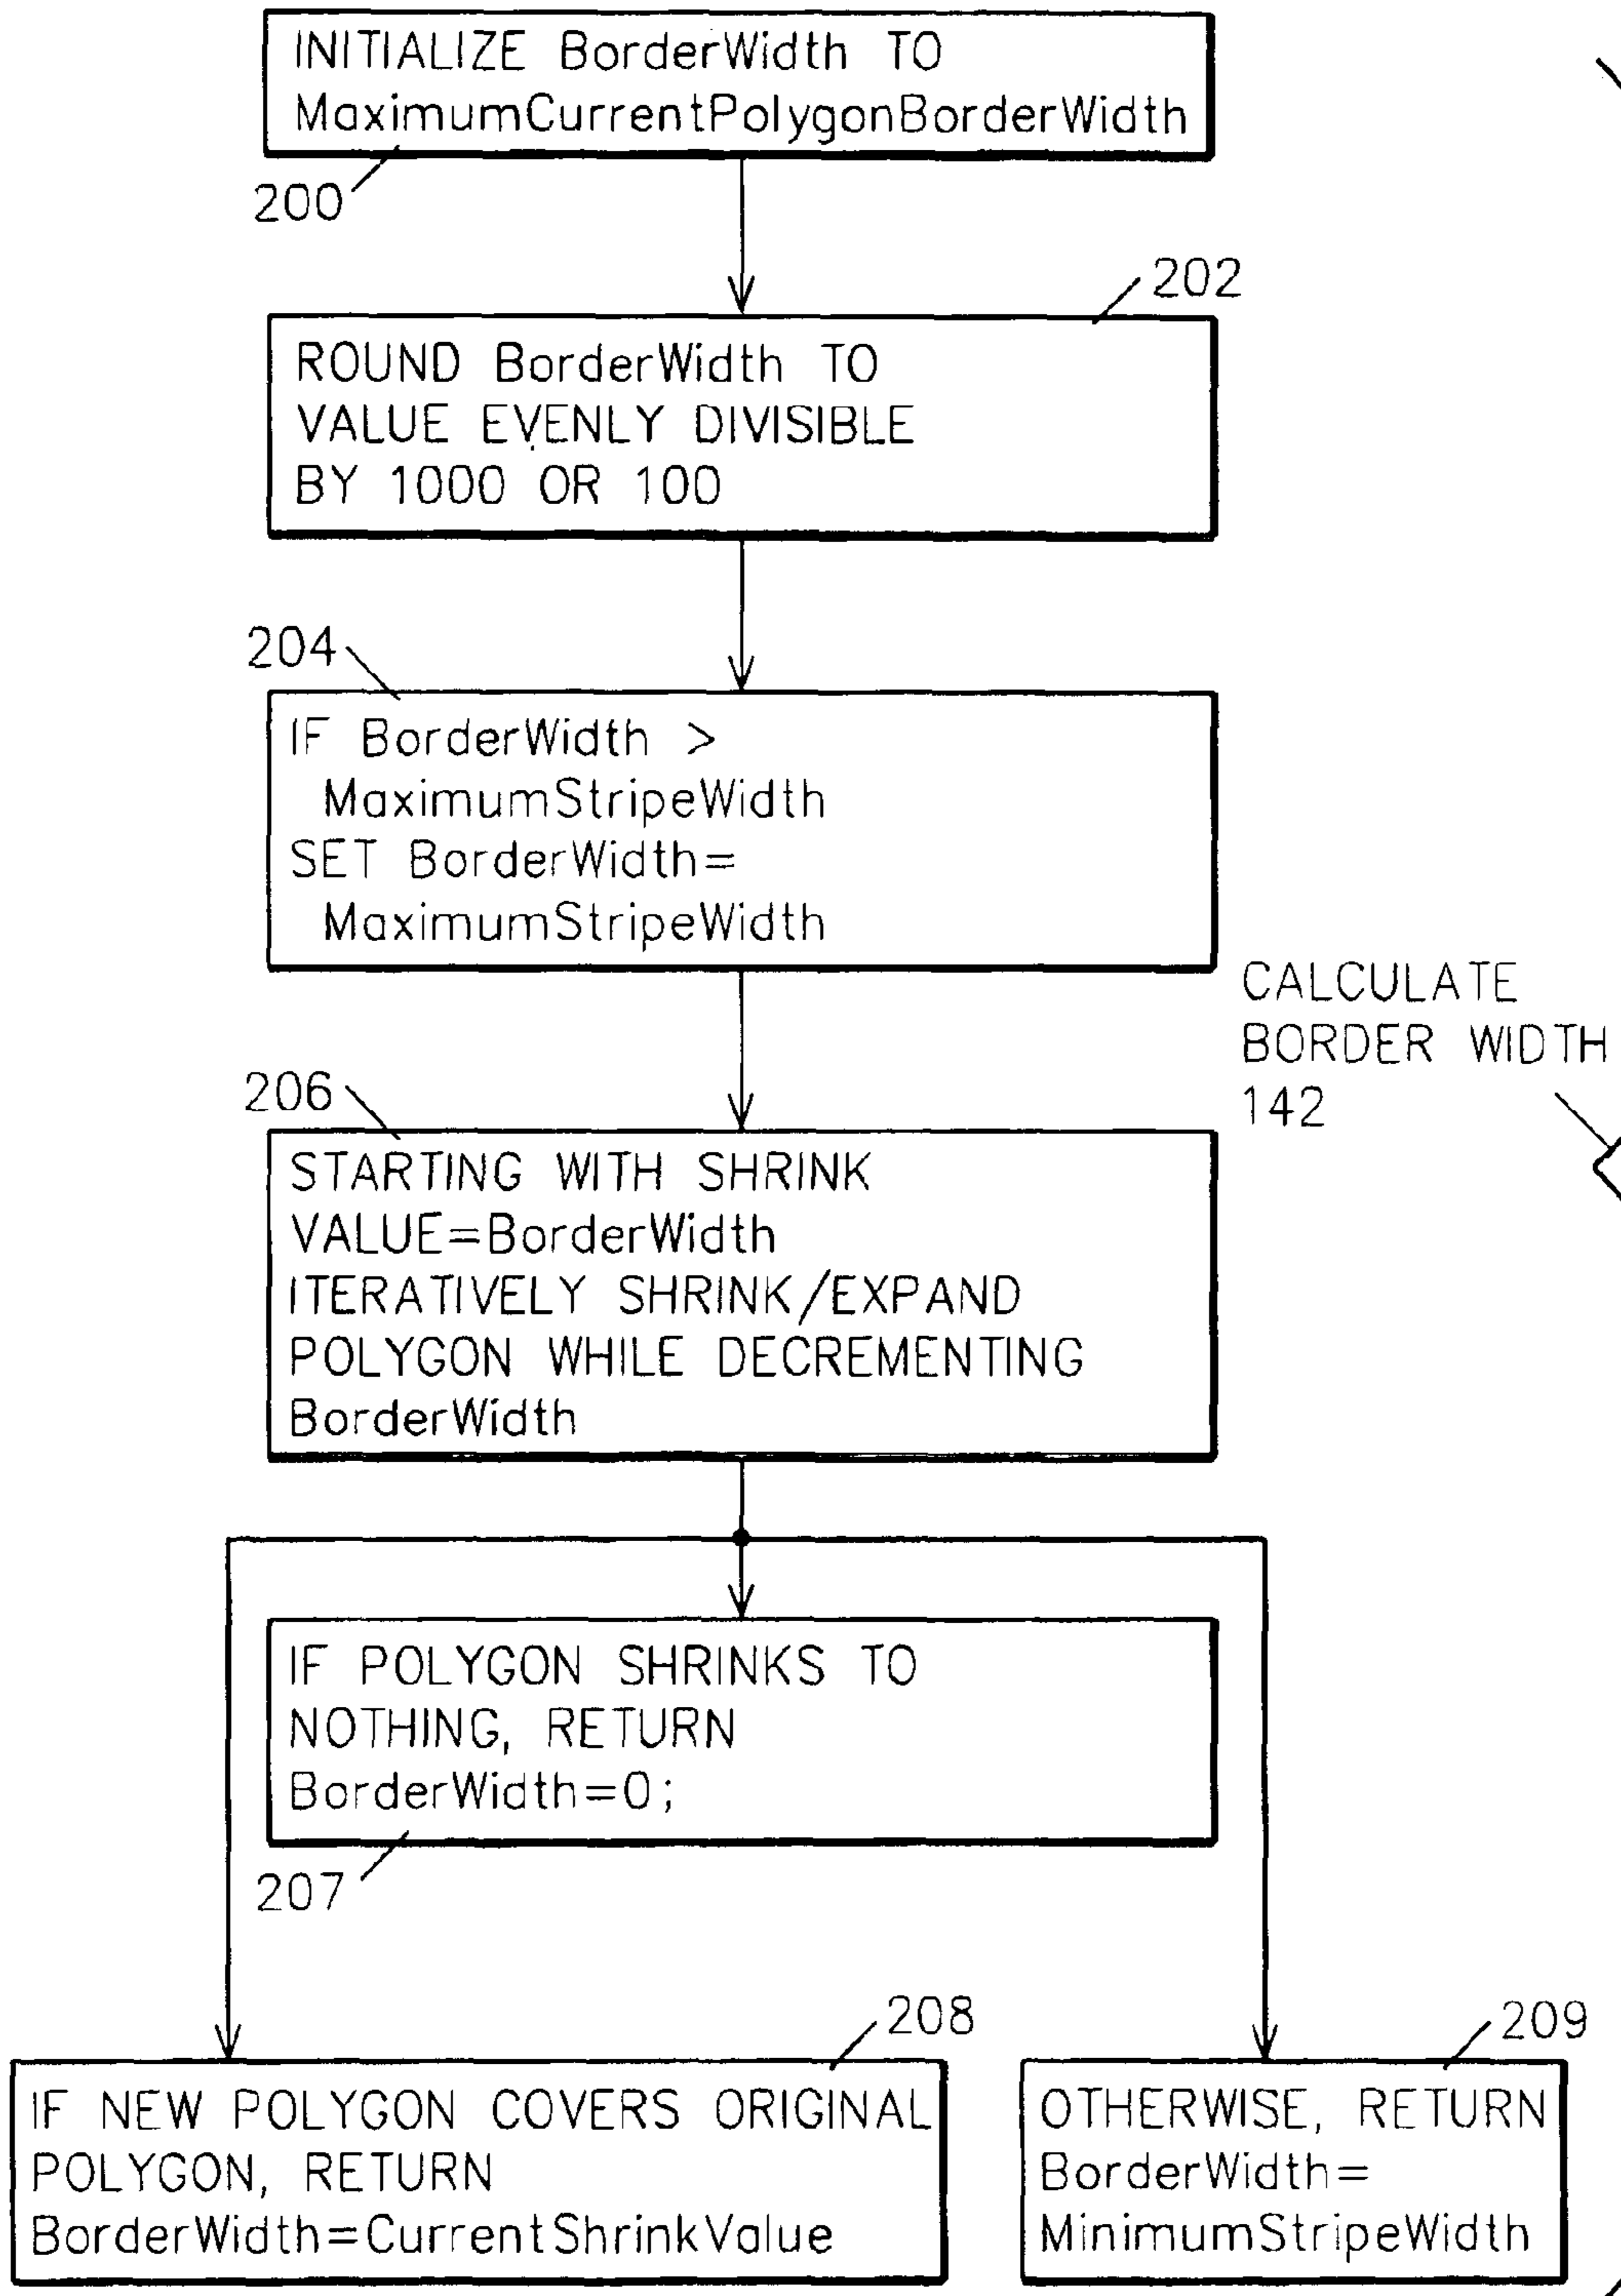 INITIALIZE BorderWidth TO
MaximumCurrentPolygonBorderWidth
200
202
ROUND BorderWidth TO
VALUE EVENLY DIVISIBLE
BY 1000 OR 100
204
IF BorderWidth >
MaximumStripeWidth
SET BorderWidth=
MaximumStripeWidth
CALCULATE
BORDER WIDTH
142
206
STARTING WITH SHRINK
VALUE=BorderWidth
ITERATIVELY SHRINK/EXPAND
POLYGON WHILE DECREMENTING
BorderWidth
IF POLYGON SHRINKS TO
NOTHING, RETURN
BorderWidth=0;
207
208
IF NEW POLYGON COVERS ORIGINAL
POLYGON, RETURN
BorderWidth=CurrentShrinkValue
209
OTHERWISE, RETURN
BorderWidth=
MinimumStripeWidth